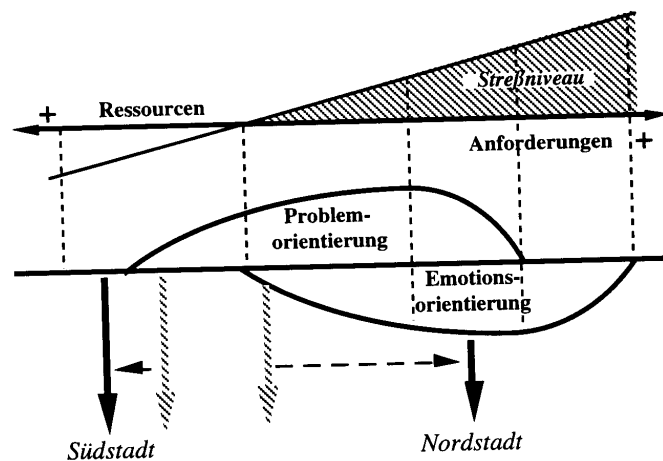 Streßniveau
+
Ressourcen
Anforderungen
+
Problem-
orientierung
Emotions-
orientierung
Südstadt
Nordstadt